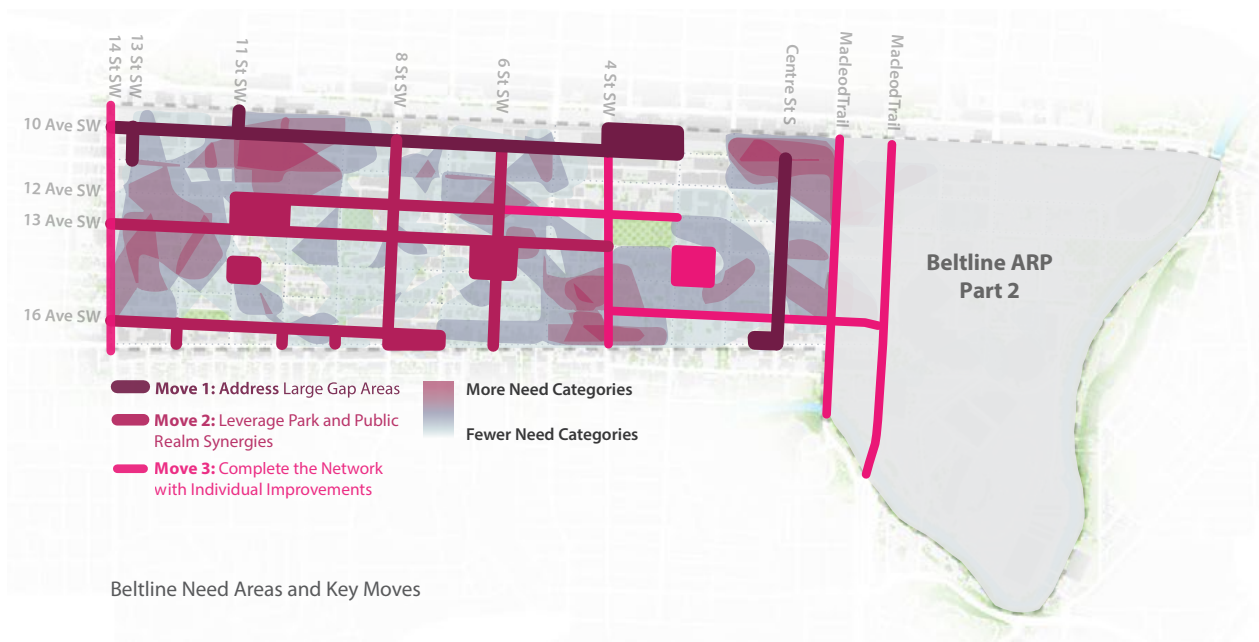 14 St SW
13 St SW
11 St SW
8 St SW
6 St SW
4 St SW
Centre St S
MacleodTrail
MacleodTrail
10 Ave SW
12 Ave SW
13 Ave SW
16 Ave SW
Beltline ARP
Part 2
Move 1: Address Large Gap Areas
Move 2: Leverage Park and Public
Realm Synergies
Move 3: Complete the Network
with Individual Improvements
More Need Categories
Fewer Need Categories
Beltline Need Areas and Key Moves